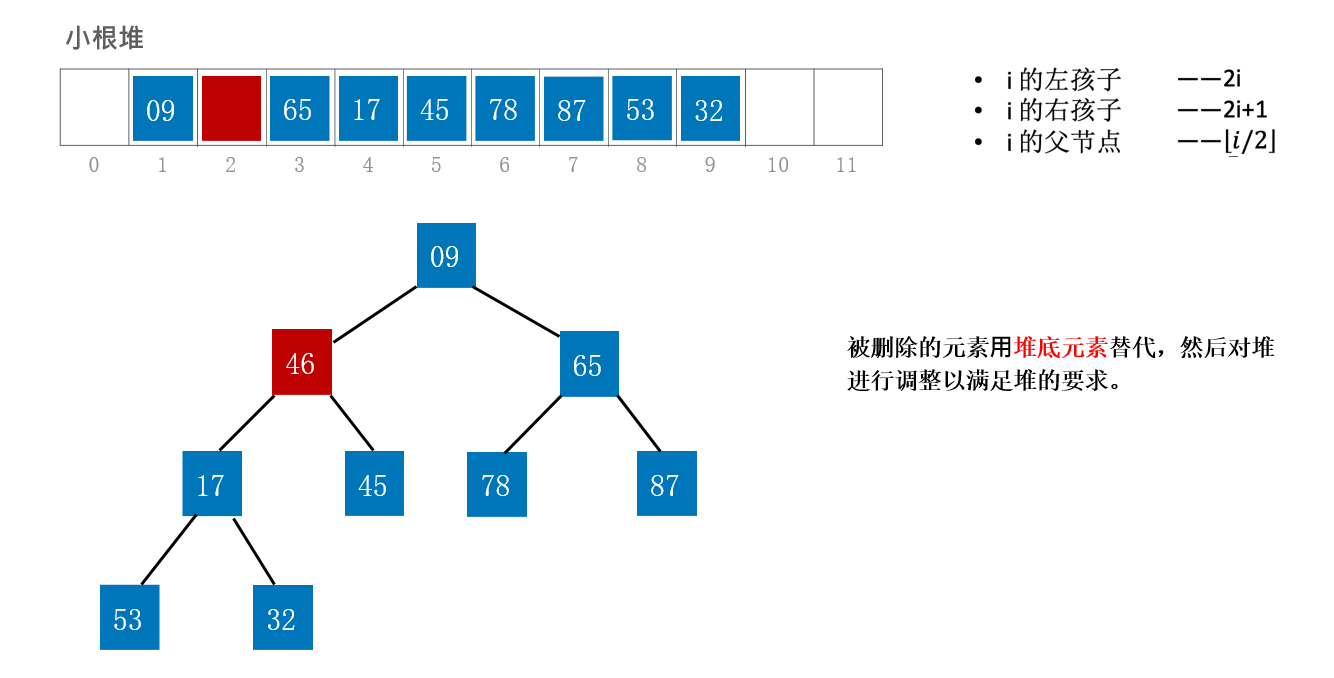 小根堆
09 65 17 45 78 87 53 32
0 1 2 3 4 5 6 7 8 9 10 11
• i 的左孩子 ——2i
• i 的右孩子 ——2i+1
• i 的父节点 ——⌊i/2⌋
09
46 65
17 45 78 87
53 32
被删除的元素用堆底元素替代，然后对堆
进行调整以满足堆的要求。